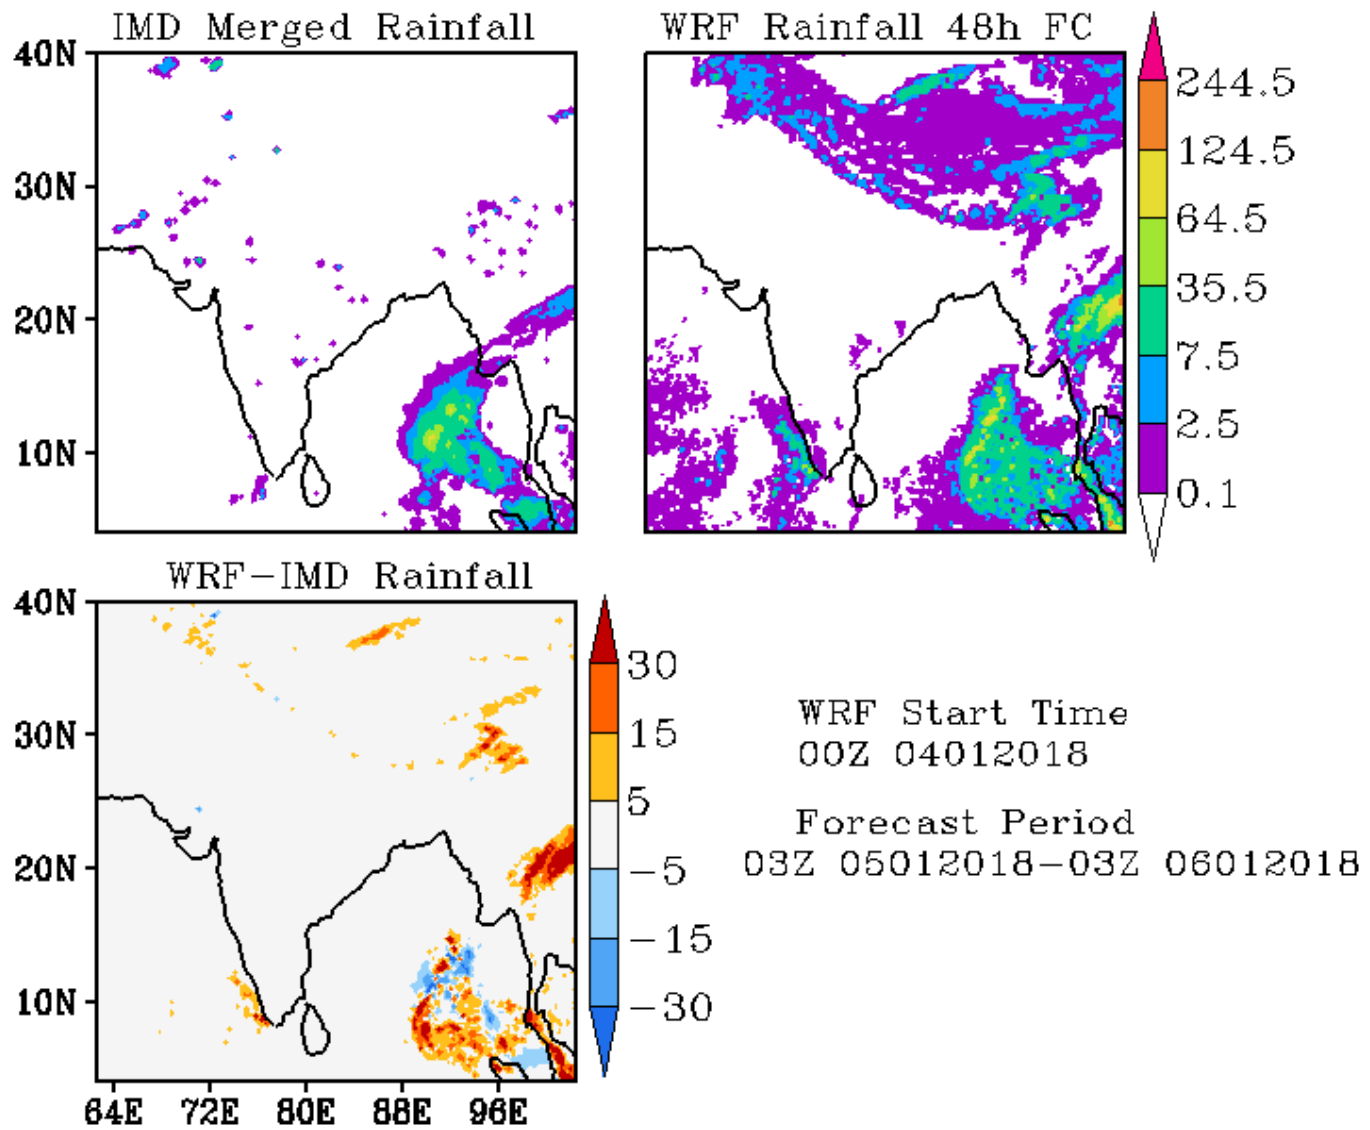 IMD Merged Rainfall
WRF Rainfall 48h FC
40N
30N
20N
10N
244.5
124.5
64.5
35.5
7.5
2.5
0.1
WRF-IMD Rainfall
40N
30N
20N
10N
64E 72E 80E 88E 96E
30
15
5
-5
-15
-30
WRF Start Time
00Z 04012018
Forecast Period
03Z 05012018-03Z 06012018